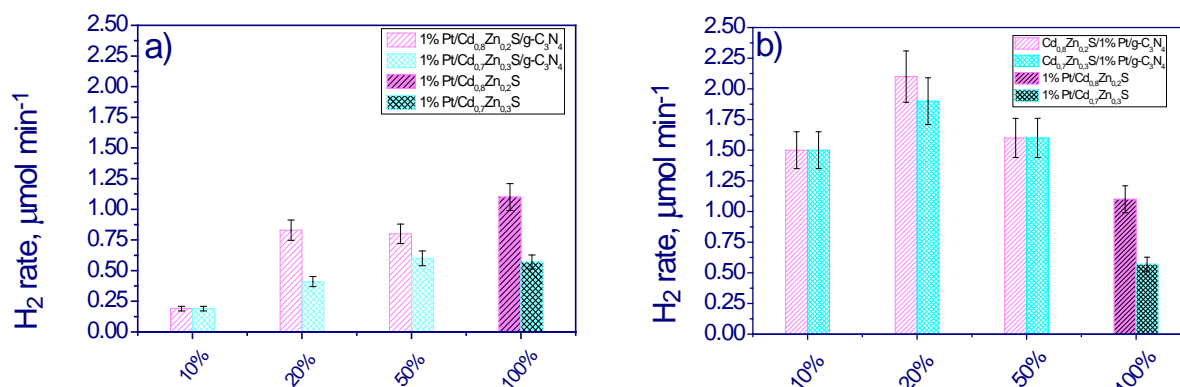 a)
1% Pt/Cd0,8Zn0,2S/g-C3N4
1% Pt/Cd0,7Zn0,3S/g-C3N4
1% Pt/Cd0,8Zn0,2S
1% Pt/Cd0,7Zn0,3S
H2 rate, μmol min-1
2.50
2.25
2.00
1.75
1.50
1.25
1.00
0.75
0.50
0.25
0.00
10%
20%
50%
100%
b)
Cd0,8Zn0,2S/1% Pt/g-C3N4
Cd0,7Zn0,3S/1% Pt/g-C3N4
1% Pt/Cd0,8Zn0,2S
1% Pt/Cd0,7Zn0,3S
H2 rate, μmol min-1
2.50
2.25
2.00
1.75
1.50
1.25
1.00
0.75
0.50
0.25
0.00
10%
20%
50%
100%